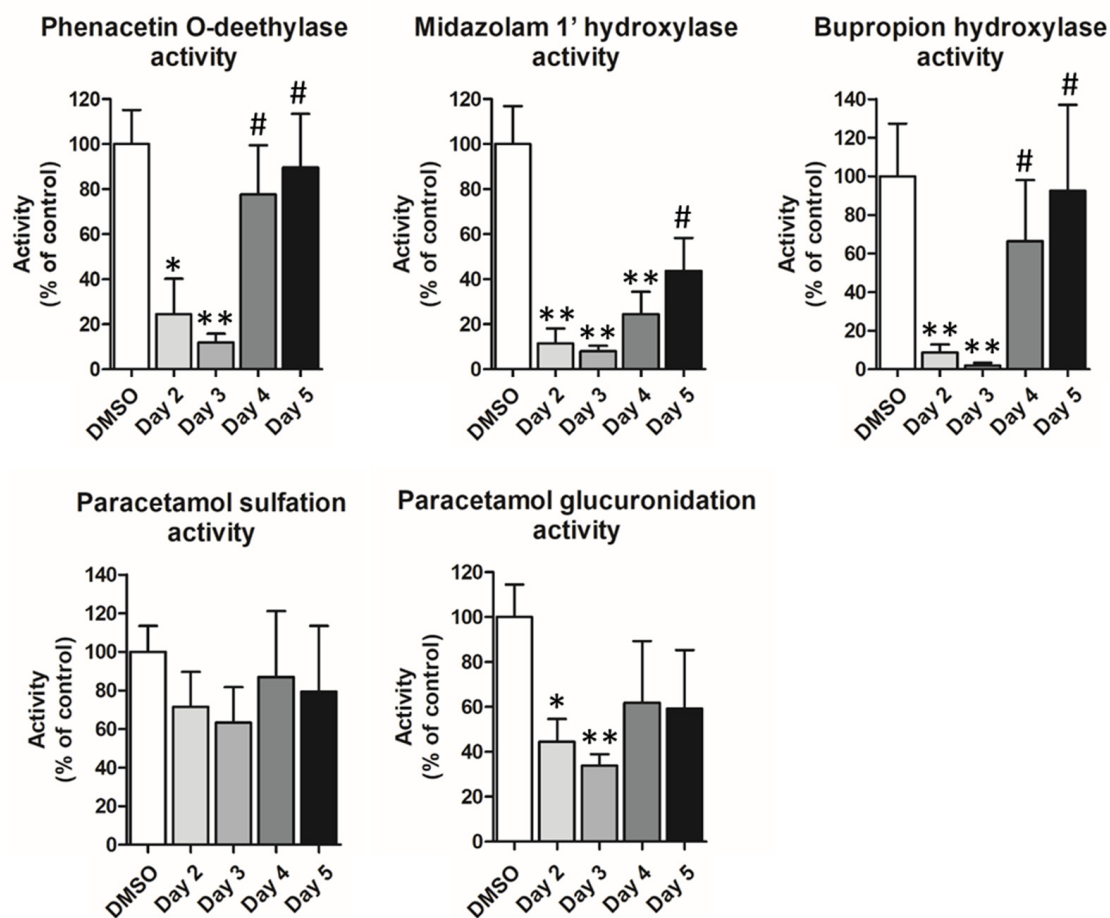 Phenacetin O-deethylase
activity
Activity
(% of control)
120
100
80
60
40
20
0
*
**
#
#
DMSO
Day 2
Day 3
Day 4
Day 5
Midazolam 1’ hydroxylase
activity
Activity
(% of control)
120
100
80
60
40
20
0
**
**
**
#
DMSO
Day 2
Day 3
Day 4
Day 5
Bupropion hydroxylase
activity
Activity
(% of control)
140
120
100
80
60
40
20
0
**
**
#
#
DMSO
Day 2
Day 3
Day 4
Day 5
Paracetamol sulfation
activity
Activity
(% of control)
140
120
100
80
60
40
20
0
DMSO
Day 2
Day 3
Day 4
Day 5
Paracetamol glucuronidation
activity
Activity
(% of control)
120
100
80
60
40
20
0
*
**
DMSO
Day 2
Day 3
Day 4
Day 5